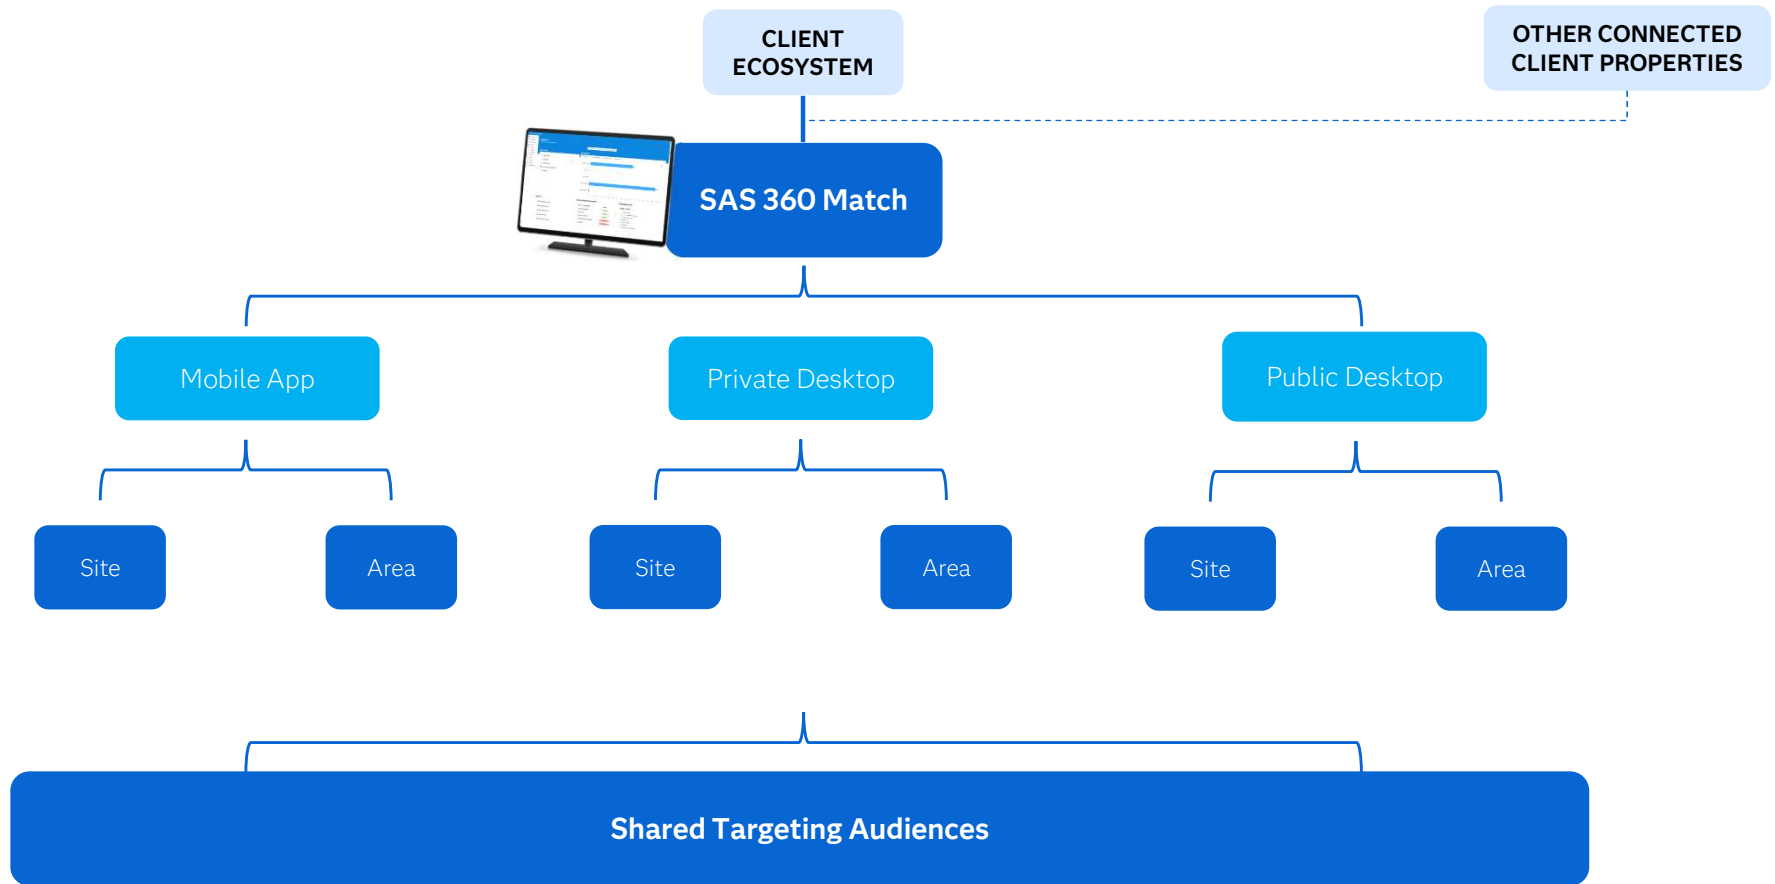 CLIENT
ECOSYSTEM
OTHER CONNECTED
CLIENT PROPERTIES
SAS 360 Match
Mobile App
Private Desktop
Public Desktop
Site
Area
Site
Area
Site
Area
Shared Targeting Audiences